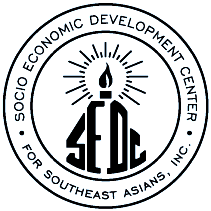 SOCIO ECONOMIC DEVELOPMENT CENTER
• FOR SOUTHEAST ASIANS, INC. •
SEDC